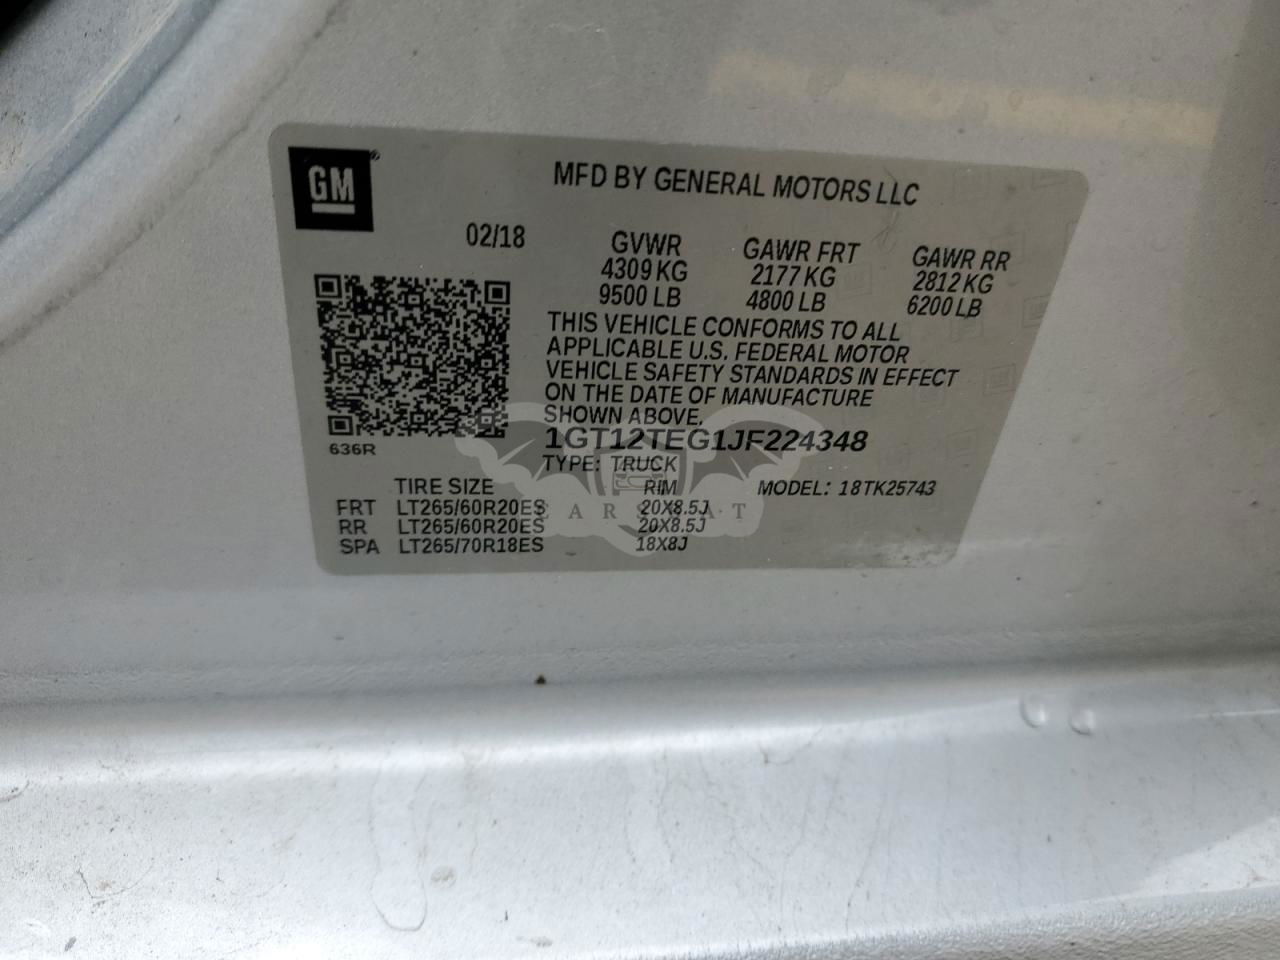 GM
MFD BY GENERAL MOTORS LLC
02/18
GVWR GAWR FRT GAWR RR
4309 KG 2177 KG 2812 KG
9500 LB 4800 LB 6200 LB
THIS VEHICLE CONFORMS TO ALL
APPLICABLE U.S. FEDERAL MOTOR
VEHICLE SAFETY STANDARDS IN EFFECT
ON THE DATE OF MANUFACTURE
SHOWN ABOVE.
636R
1GT12TEG1JF224348
TYPE: TRUCK
TIRE SIZE RIM MODEL: 18TK25743
FRT LT265/60R20ES 20X8.5J
RR LT265/60R20ES 20X8.5J
SPA LT265/70R18ES 18X8J
CARSBAT